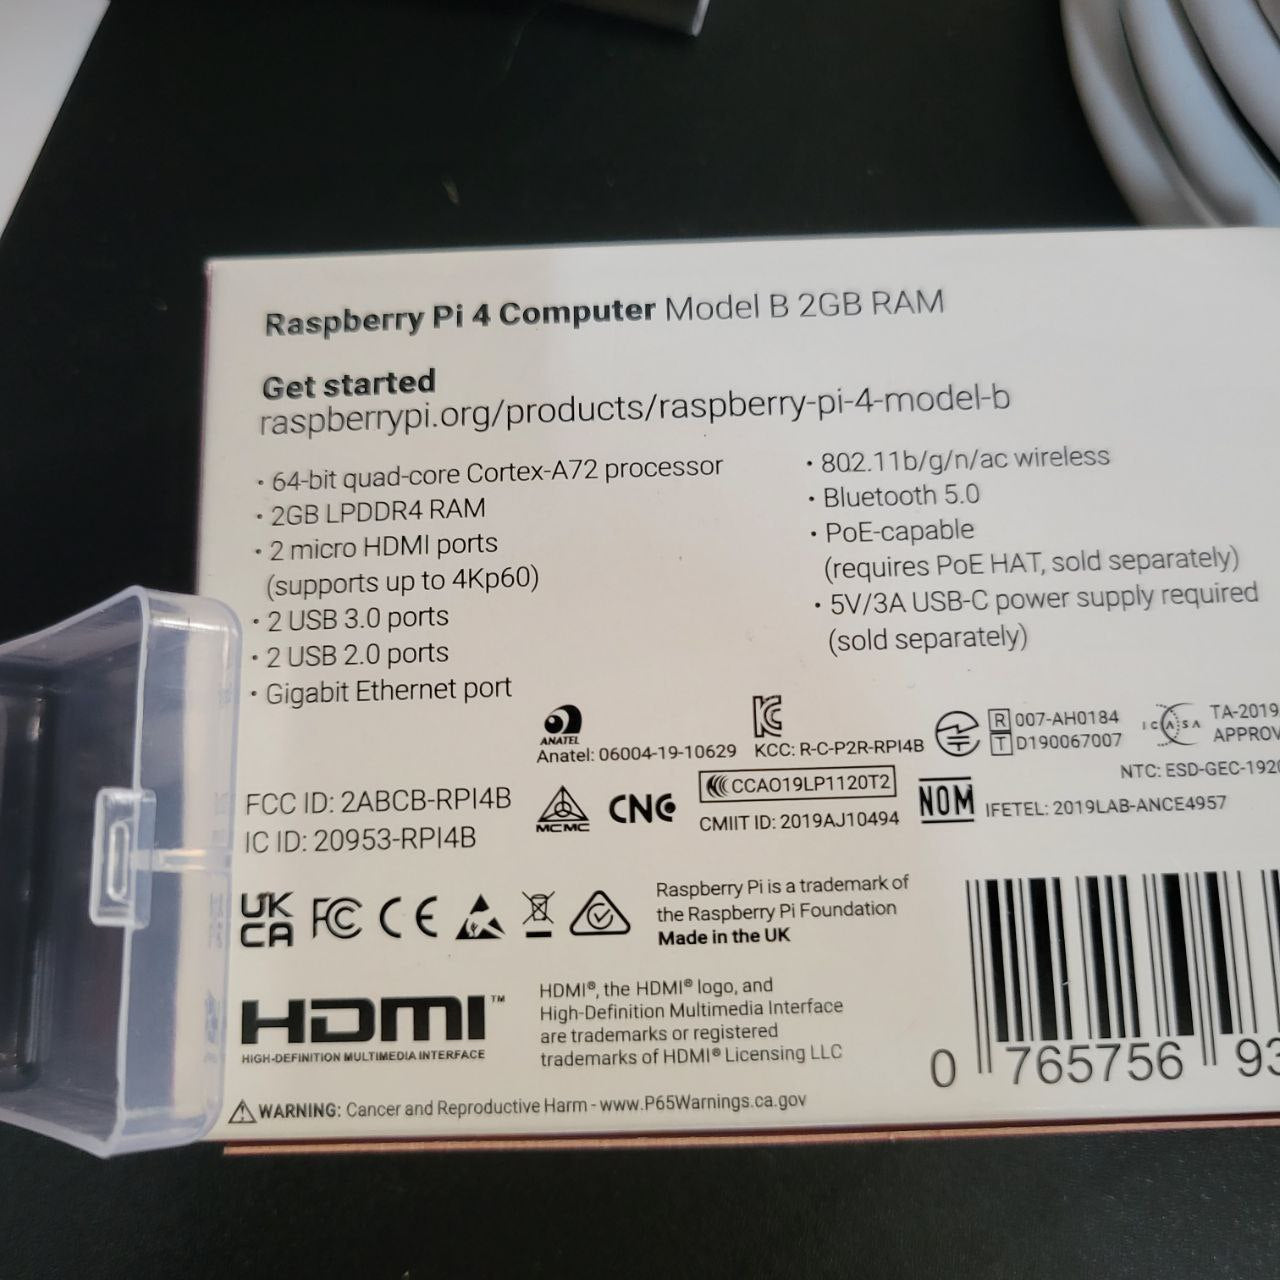 Raspberry Pi 4 Computer Model B 2GB RAM
Get started
raspberrypi.org/products/raspberry-pi-4-model-b
· 64-bit quad-core Cortex-A72 processor
· 2GB LPDDR4 RAM
· 2 micro HDMI ports
(supports up to 4Kp60)
· 2 USB 3.0 ports
· 2 USB 2.0 ports
· Gigabit Ethernet port
· 802.11b/g/n/ac wireless
· Bluetooth 5.0
· PoE-capable
(requires PoE HAT, sold separately)
· 5V/3A USB-C power supply required
(sold separately)
ANATEL
Anatel: 06004-19-10629
KCC: R-C-P2R-RPI4B
R 007-AH0184
T D190067007
ICASA
TA-2019
APPROV
NTC: ESD-GEC-1920
FCC ID: 2ABCB-RPI4B
IC ID: 20953-RPI4B
MCMC
CNC
CCAO19LP1120T2
CMIIT ID: 2019AJ10494
NOM
IFETEL: 2019LAB-ANCE4957
UK
CA
FC
CE
Raspberry Pi is a trademark of
the Raspberry Pi Foundation
Made in the UK
HDMI™
HIGH-DEFINITION MULTIMEDIA INTERFACE
HDMI®, the HDMI® logo, and
High-Definition Multimedia Interface
are trademarks or registered
trademarks of HDMI® Licensing LLC
0 765756 93
WARNING: Cancer and Reproductive Harm - www.P65Warnings.ca.gov